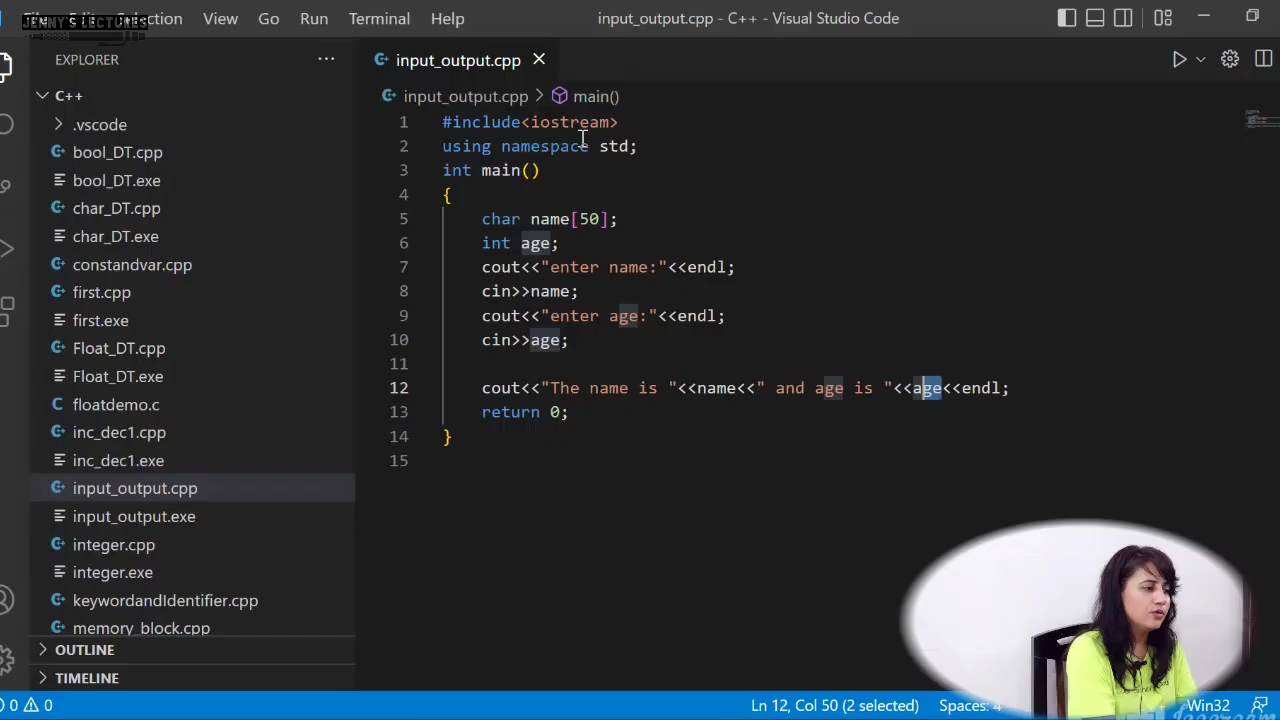 JENNY'S LECTURES
File Edit Selection View Go Run Terminal Help
input_output.cpp - C++ - Visual Studio Code
EXPLORER
input_output.cpp
C++
input_output.cpp > main()
.vscode
bool_DT.cpp
bool_DT.exe
char_DT.cpp
char_DT.exe
constandvar.cpp
first.cpp
first.exe
Float_DT.cpp
Float_DT.exe
floatdemo.c
inc_dec1.cpp
inc_dec1.exe
input_output.cpp
input_output.exe
integer.cpp
integer.exe
keywordandIdentifier.cpp
memory_block.cpp
OUTLINE
TIMELINE
1 #include<iostream>
2 using namespace std;
3 int main()
4 {
5 char name[50];
6 int age;
7 cout<<"enter name:"<<endl;
8 cin>>name;
9 cout<<"enter age:"<<endl;
10 cin>>age;
11
12 cout<<"The name is "<<name<<" and age is "<<age<<endl;
13 return 0;
14 }
15
0 0 Ln 12, Col 50 (2 selected) Spaces: 4 Win32